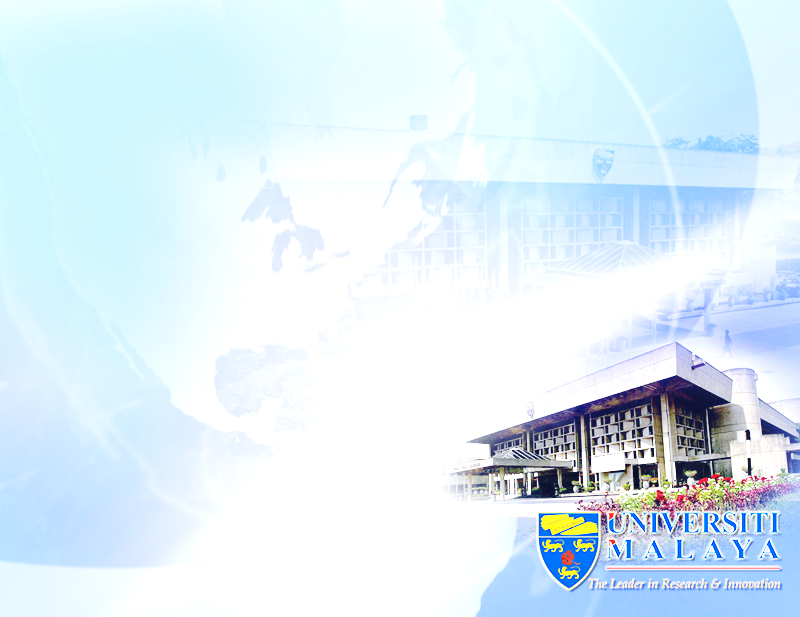 UNIVERSITI
MALAYA
The Leader in Research & Innovation